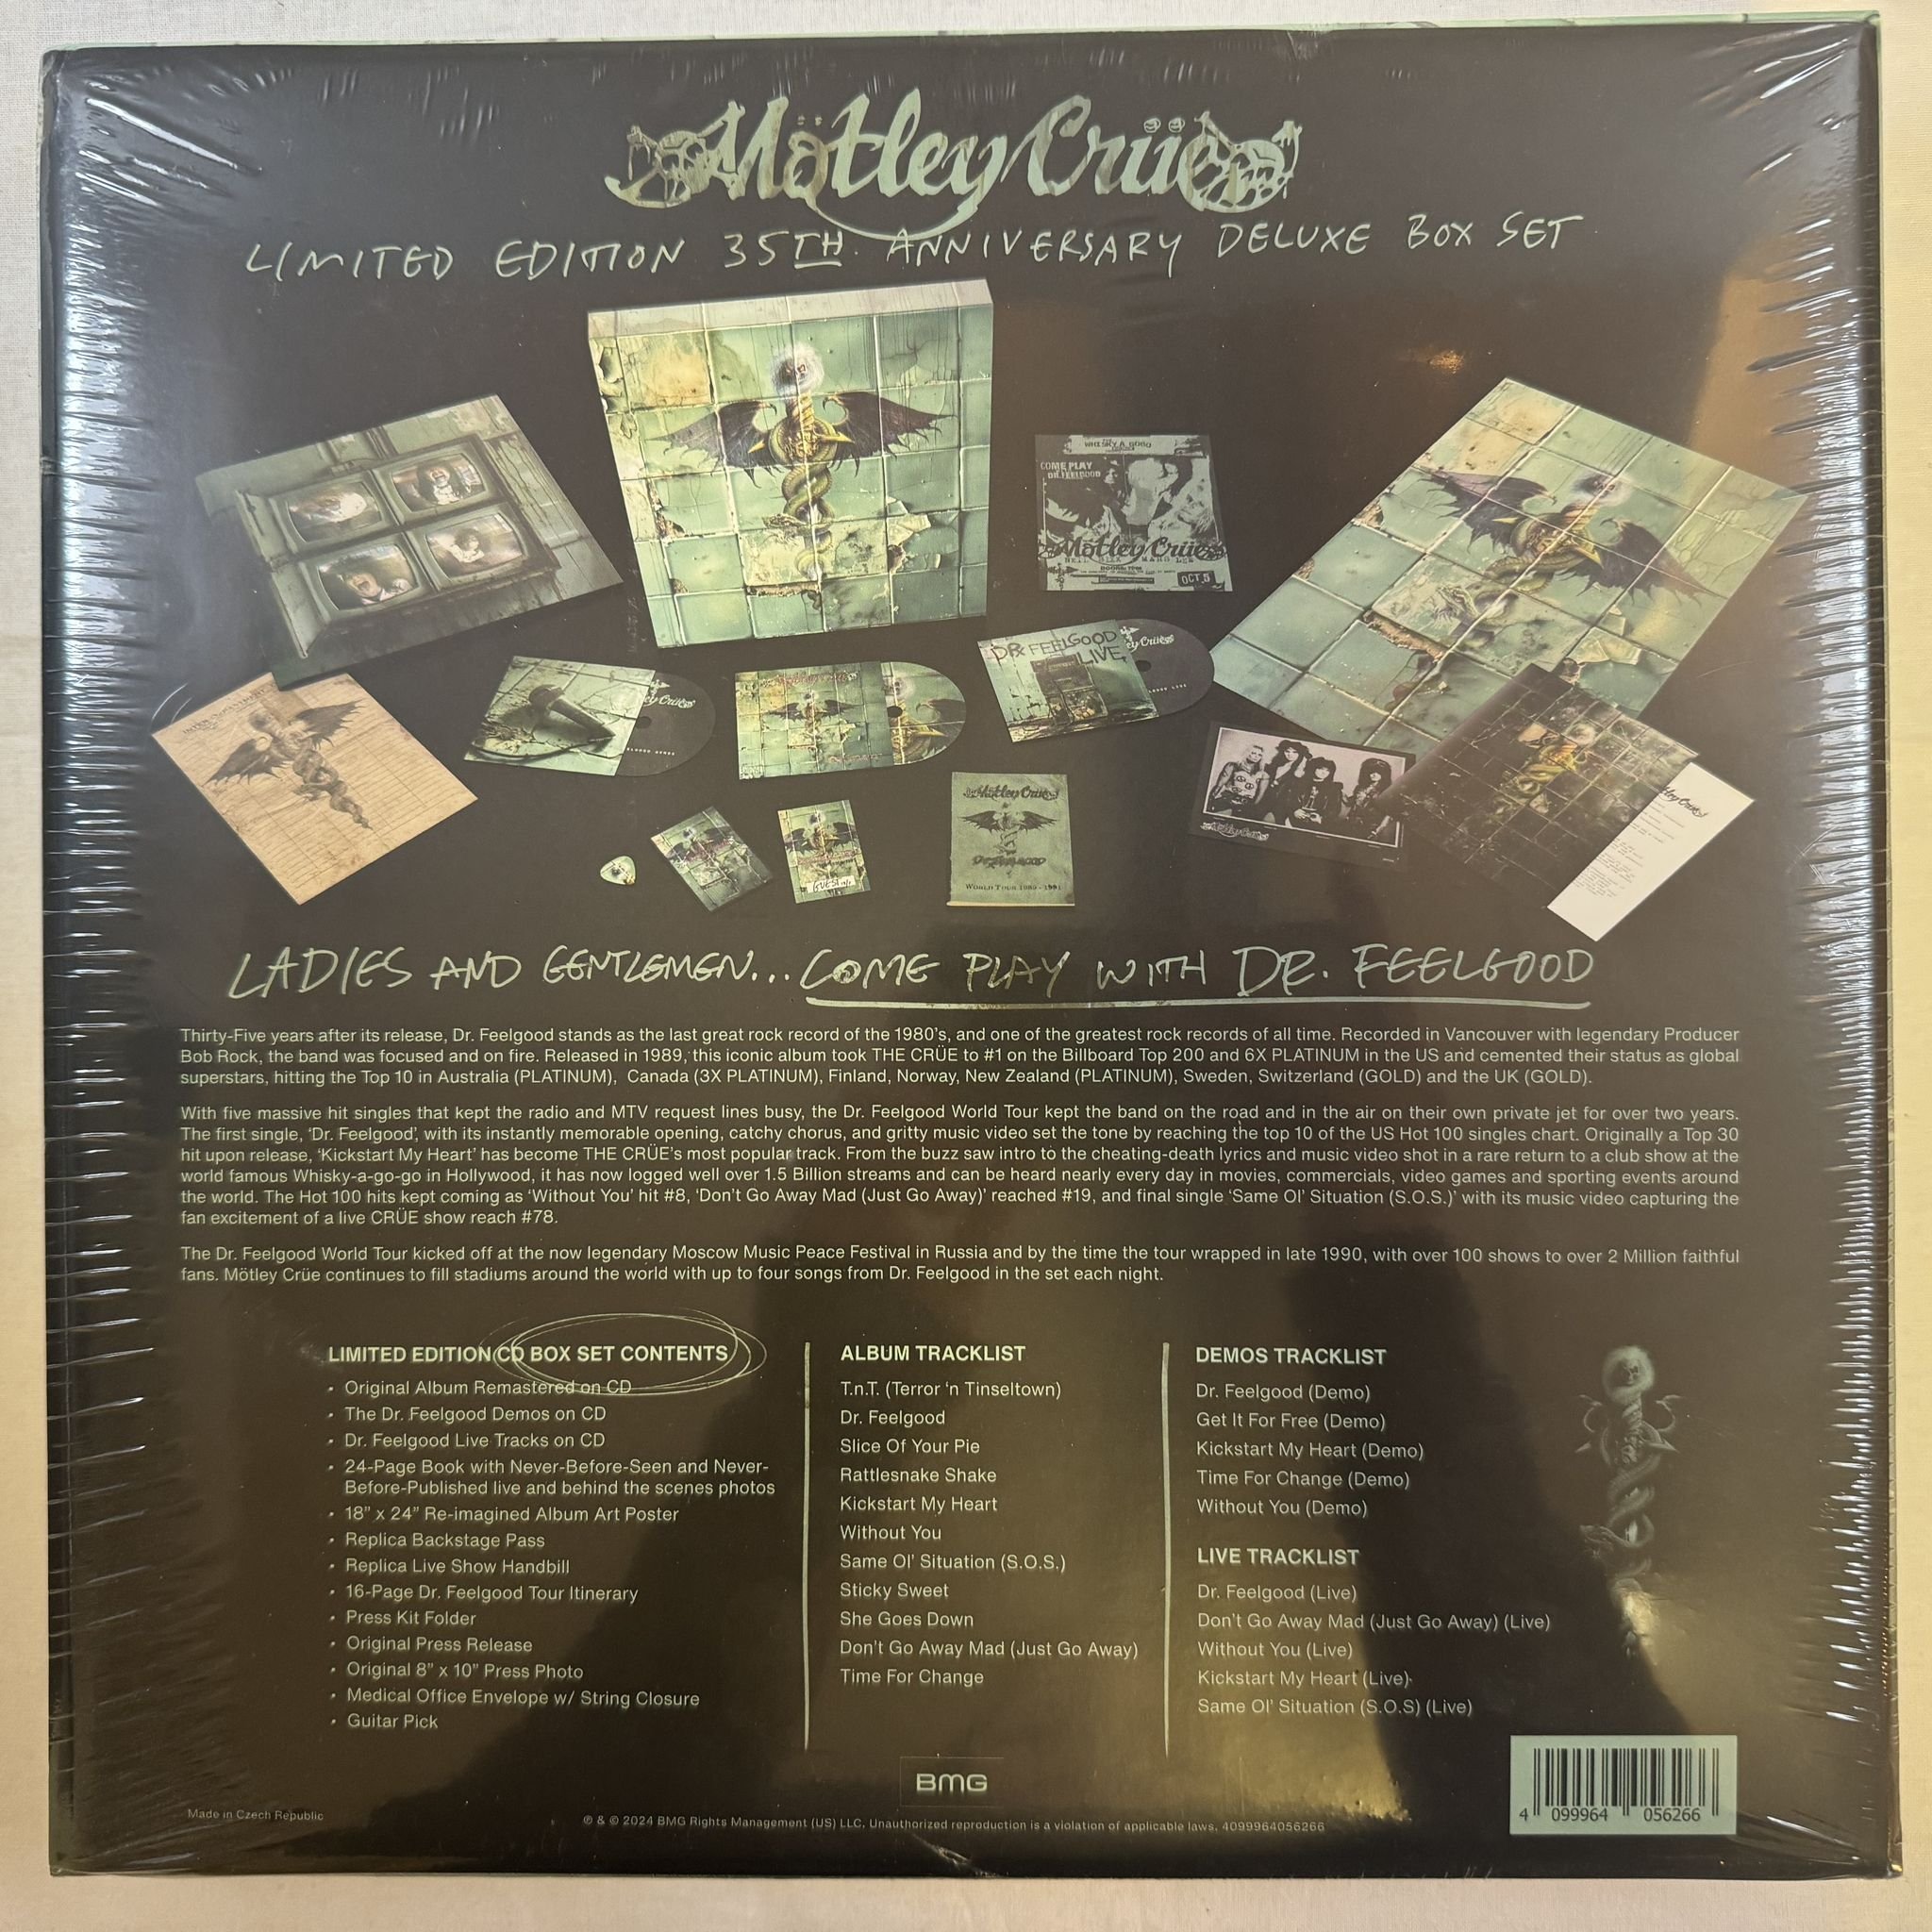 Mötley Crüe
LIMITED EDITION 35TH. ANNIVERSARY DELUXE BOX SET
WHISKY A GOGO
COME PLAY
DR. FEELGOOD
Mötley Crüe
OCT.5
DR. FEELGOOD
LIVE
Mötley Crüe
WORLD TOUR 1989-1991
Mötley Crüe
LADIES AND GENTLEMEN... COME PLAY WITH DR. FEELGOOD
Thirty-Five years after its release, Dr. Feelgood stands as the last great rock record of the 1980's, and one of the greatest rock records of all time. Recorded in Vancouver with legendary Producer
Bob Rock, the band was focused and on fire. Released in 1989, this iconic album took THE CRÜE to #1 on the Billboard Top 200 and 6X PLATINUM in the US and cemented their status as global
superstars, hitting the Top 10 in Australia (PLATINUM), Canada (3X PLATINUM), Finland, Norway, New Zealand (PLATINUM), Sweden, Switzerland (GOLD) and the UK (GOLD).
With five massive hit singles that kept the radio and MTV request lines busy, the Dr. Feelgood World Tour kept the band on the road and in the air on their own private jet for over two years.
The first single, 'Dr. Feelgood', with its instantly memorable opening, catchy chorus, and gritty music video set the tone by reaching the top 10 of the US Hot 100 singles chart. Originally a Top 30
hit upon release, 'Kickstart My Heart' has become THE CRÜE's most popular track. From the buzz saw intro to the cheating-death lyrics and music video shot in a rare return to a club show at the
world famous Whisky-a-go-go in Hollywood, it has now logged well over 1.5 Billion streams and can be heard nearly every day in movies, commercials, video games and sporting events around
the world. The Hot 100 hits kept coming as 'Without You' hit #8, 'Don't Go Away Mad (Just Go Away)' reached #19, and final single 'Same Ol' Situation (S.O.S.)' with its music video capturing the
fan excitement of a live CRÜE show reach #78.
The Dr. Feelgood World Tour kicked off at the now legendary Moscow Music Peace Festival in Russia and by the time the tour wrapped in late 1990, with over 100 shows to over 2 Million faithful
fans. Mötley Crüe continues to fill stadiums around the world with up to four songs from Dr. Feelgood in the set each night.
LIMITED EDITION CD BOX SET CONTENTS
• Original Album Remastered on CD
• The Dr. Feelgood Demos on CD
• Dr. Feelgood Live Tracks on CD
• 24-Page Book with Never-Before-Seen and Never-
Before-Published live and behind the scenes photos
• 18" x 24" Re-imagined Album Art Poster
• Replica Backstage Pass
• Replica Live Show Handbill
• 16-Page Dr. Feelgood Tour Itinerary
• Press Kit Folder
• Original Press Release
• Original 8" x 10" Press Photo
• Medical Office Envelope w/ String Closure
• Guitar Pick
ALBUM TRACKLIST
T.n.T. (Terror 'n Tinseltown)
Dr. Feelgood
Slice Of Your Pie
Rattlesnake Shake
Kickstart My Heart
Without You
Same Ol' Situation (S.O.S.)
Sticky Sweet
She Goes Down
Don't Go Away Mad (Just Go Away)
Time For Change
DEMOS TRACKLIST
Dr. Feelgood (Demo)
Get It For Free (Demo)
Kickstart My Heart (Demo)
Time For Change (Demo)
Without You (Demo)
LIVE TRACKLIST
Dr. Feelgood (Live)
Don't Go Away Mad (Just Go Away) (Live)
Without You (Live)
Kickstart My Heart (Live)
Same Ol' Situation (S.O.S) (Live)
BMG
Made in Czech Republic
℗ & © 2024 BMG Rights Management (US) LLC. Unauthorized reproduction is a violation of applicable laws. 4099964056266
4 099964 056266